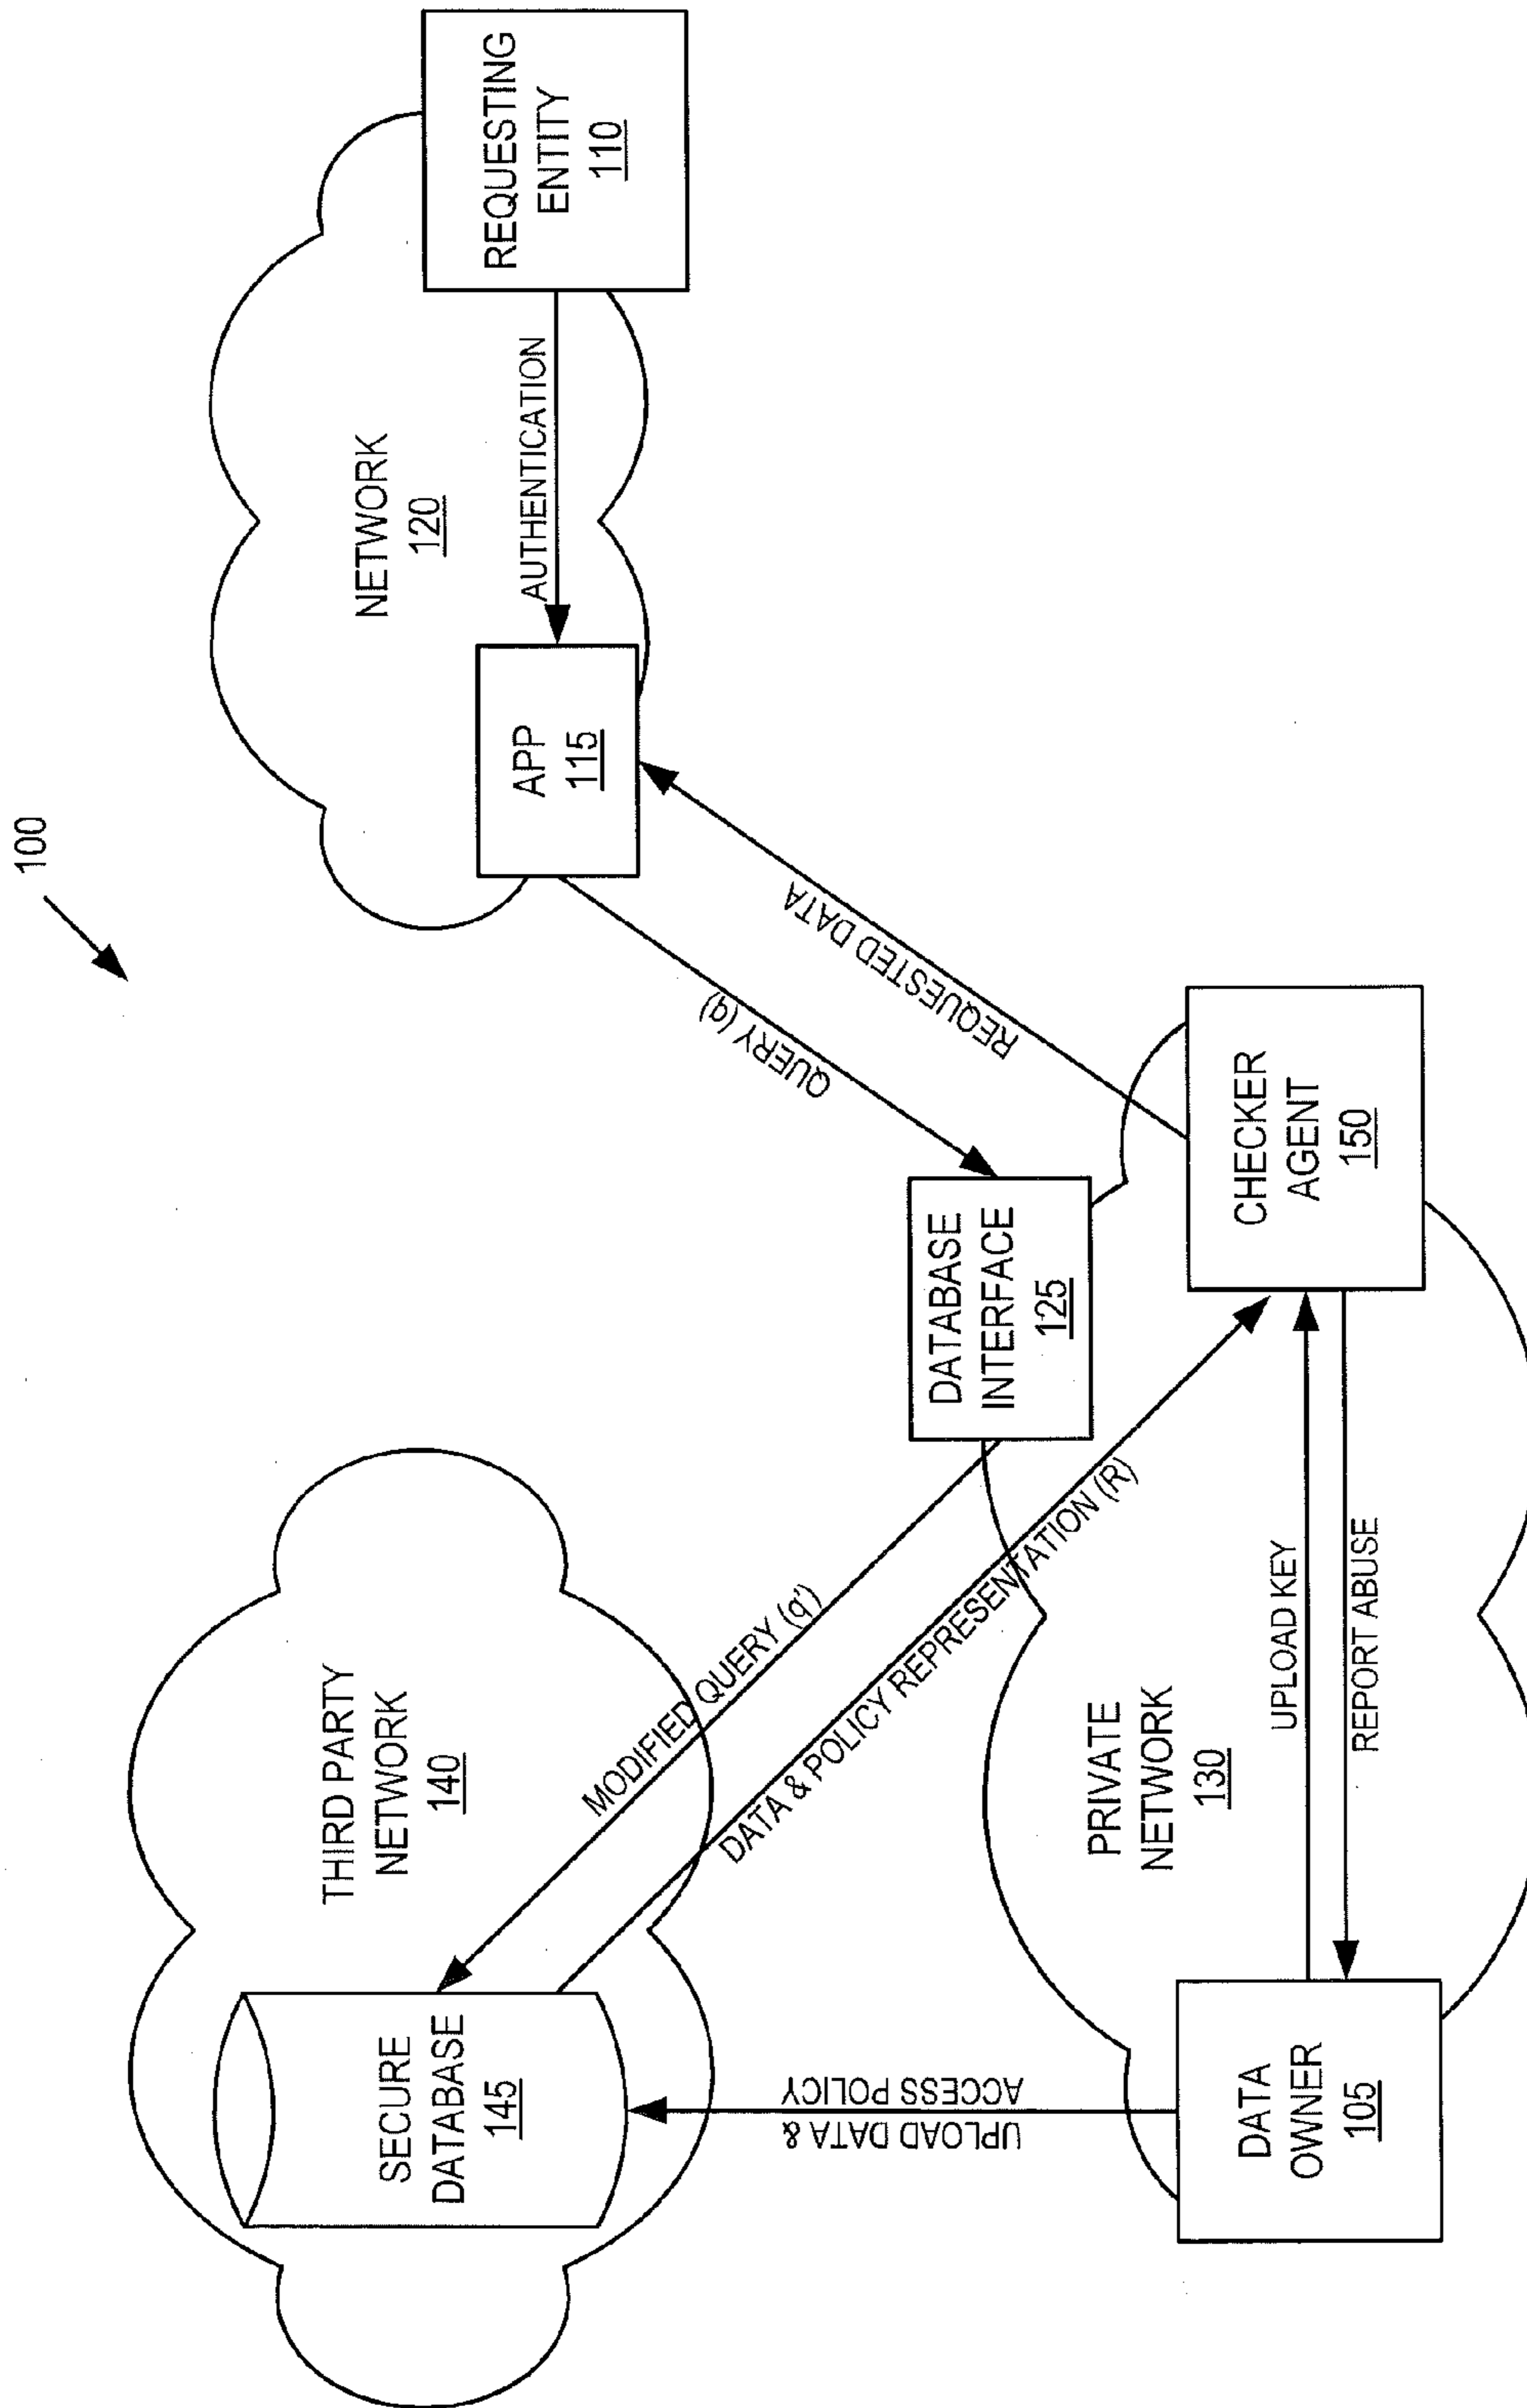 100
THIRD PARTY
NETWORK
140
SECURE
DATABASE
145
NETWORK
120
REQUESTING
ENTITY
110
AUTHENTICATION
APP
115
QUERY (q)
REQUESTED DATA
MODIFIED QUERY (q')
DATA & POLICY REPRESENTATION (R)
DATABASE
INTERFACE
125
UPLOAD DATA &
ACCESS POLICY
PRIVATE
NETWORK
130
CHECKER
AGENT
150
UPLOAD KEY
REPORT ABUSE
DATA
OWNER
105